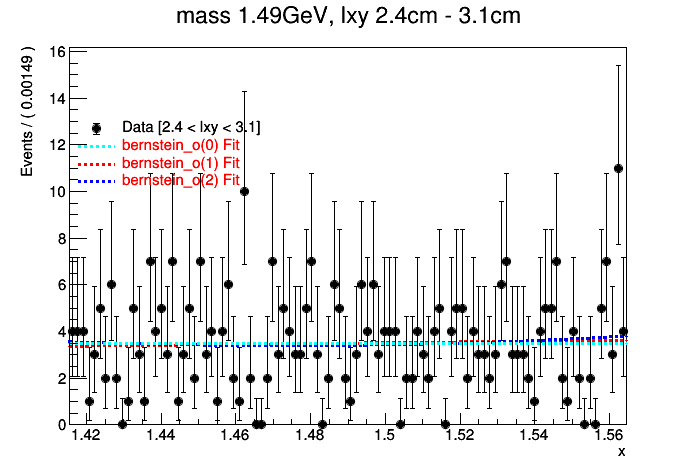 mass 1.49GeV, lxy 2.4cm - 3.1cm
Events / ( 0.00149 )
16
14
12
10
8
6
4
2
0
Data [2.4 < lxy < 3.1]
bernstein_o(0) Fit
bernstein_o(1) Fit
bernstein_o(2) Fit
1.42 1.44 1.46 1.48 1.5 1.52 1.54 1.56
x